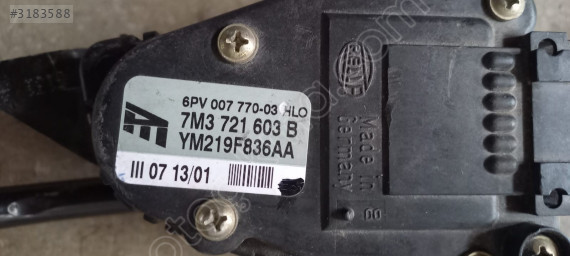 #3183588
6PV 007 770-03 HLO
7M3 721 603 B
YM219F836AA
III 07 13/01
HELLA
Made in
Germany